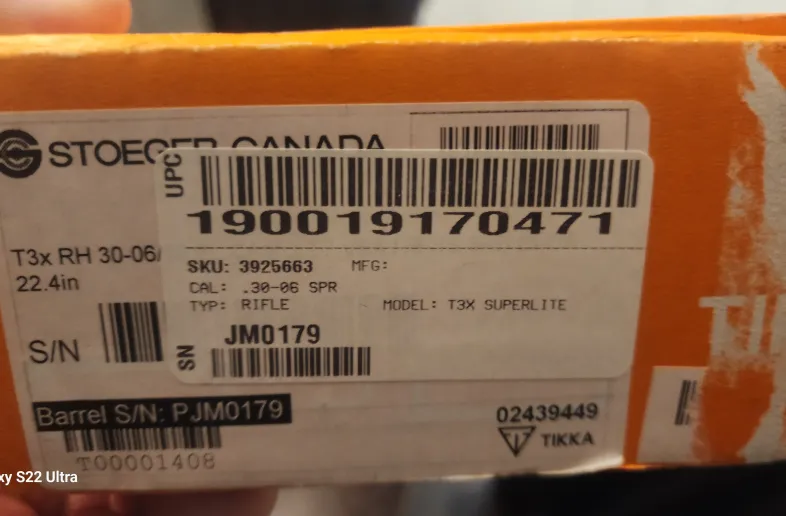 STOEGER CANADA
UPC
190019170471
T3x RH 30-06/
22.4in
SKU: 3925663 MFG:
CAL: .30-06 SPR
TYP: RIFLE MODEL: T3X SUPERLITE
S/N
SN
JM0179
Barrel S/N: PJM0179
02439449
TIKKA
T00001408
xy S22 Ultra